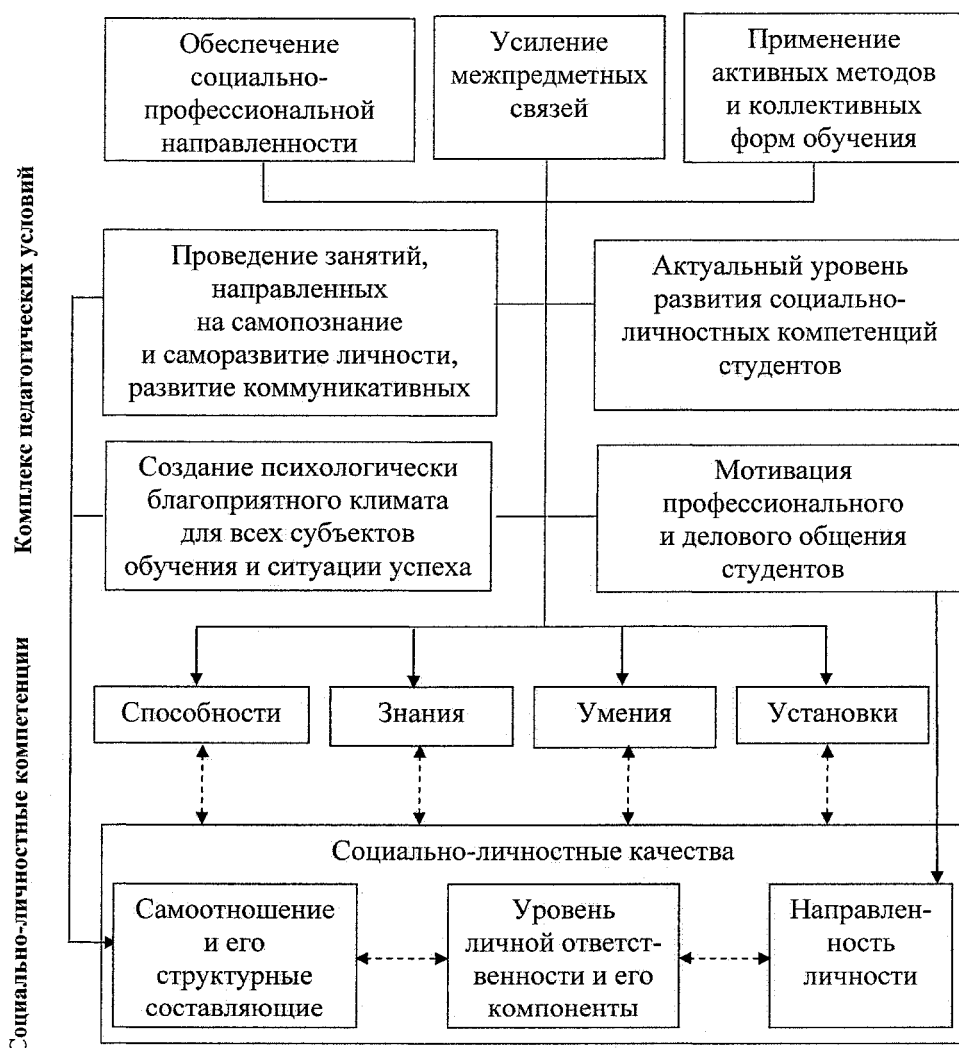 Обеспечение
социально-
профессиональной
направленности
Усиление
межпредметных
связей
Применение
активных методов
и коллективных
форм обучения
Комплекс педагогических условий
Проведение занятий,
направленных
на самопознание
и саморазвитие личности,
развитие коммуникативных
Актуальный уровень
развития социально-
личностных компетенций
студентов
Создание психологически
благоприятного климата
для всех субъектов
обучения и ситуации успеха
Мотивация
профессионального
и делового общения
студентов
Социально-личностные компетенции
Способности
Знания
Умения
Установки
Социально-личностные качества
Самоотношение
и его
структурные
составляющие
Уровень
личной ответст-
венности и его
компоненты
Направлен-
ность
личности